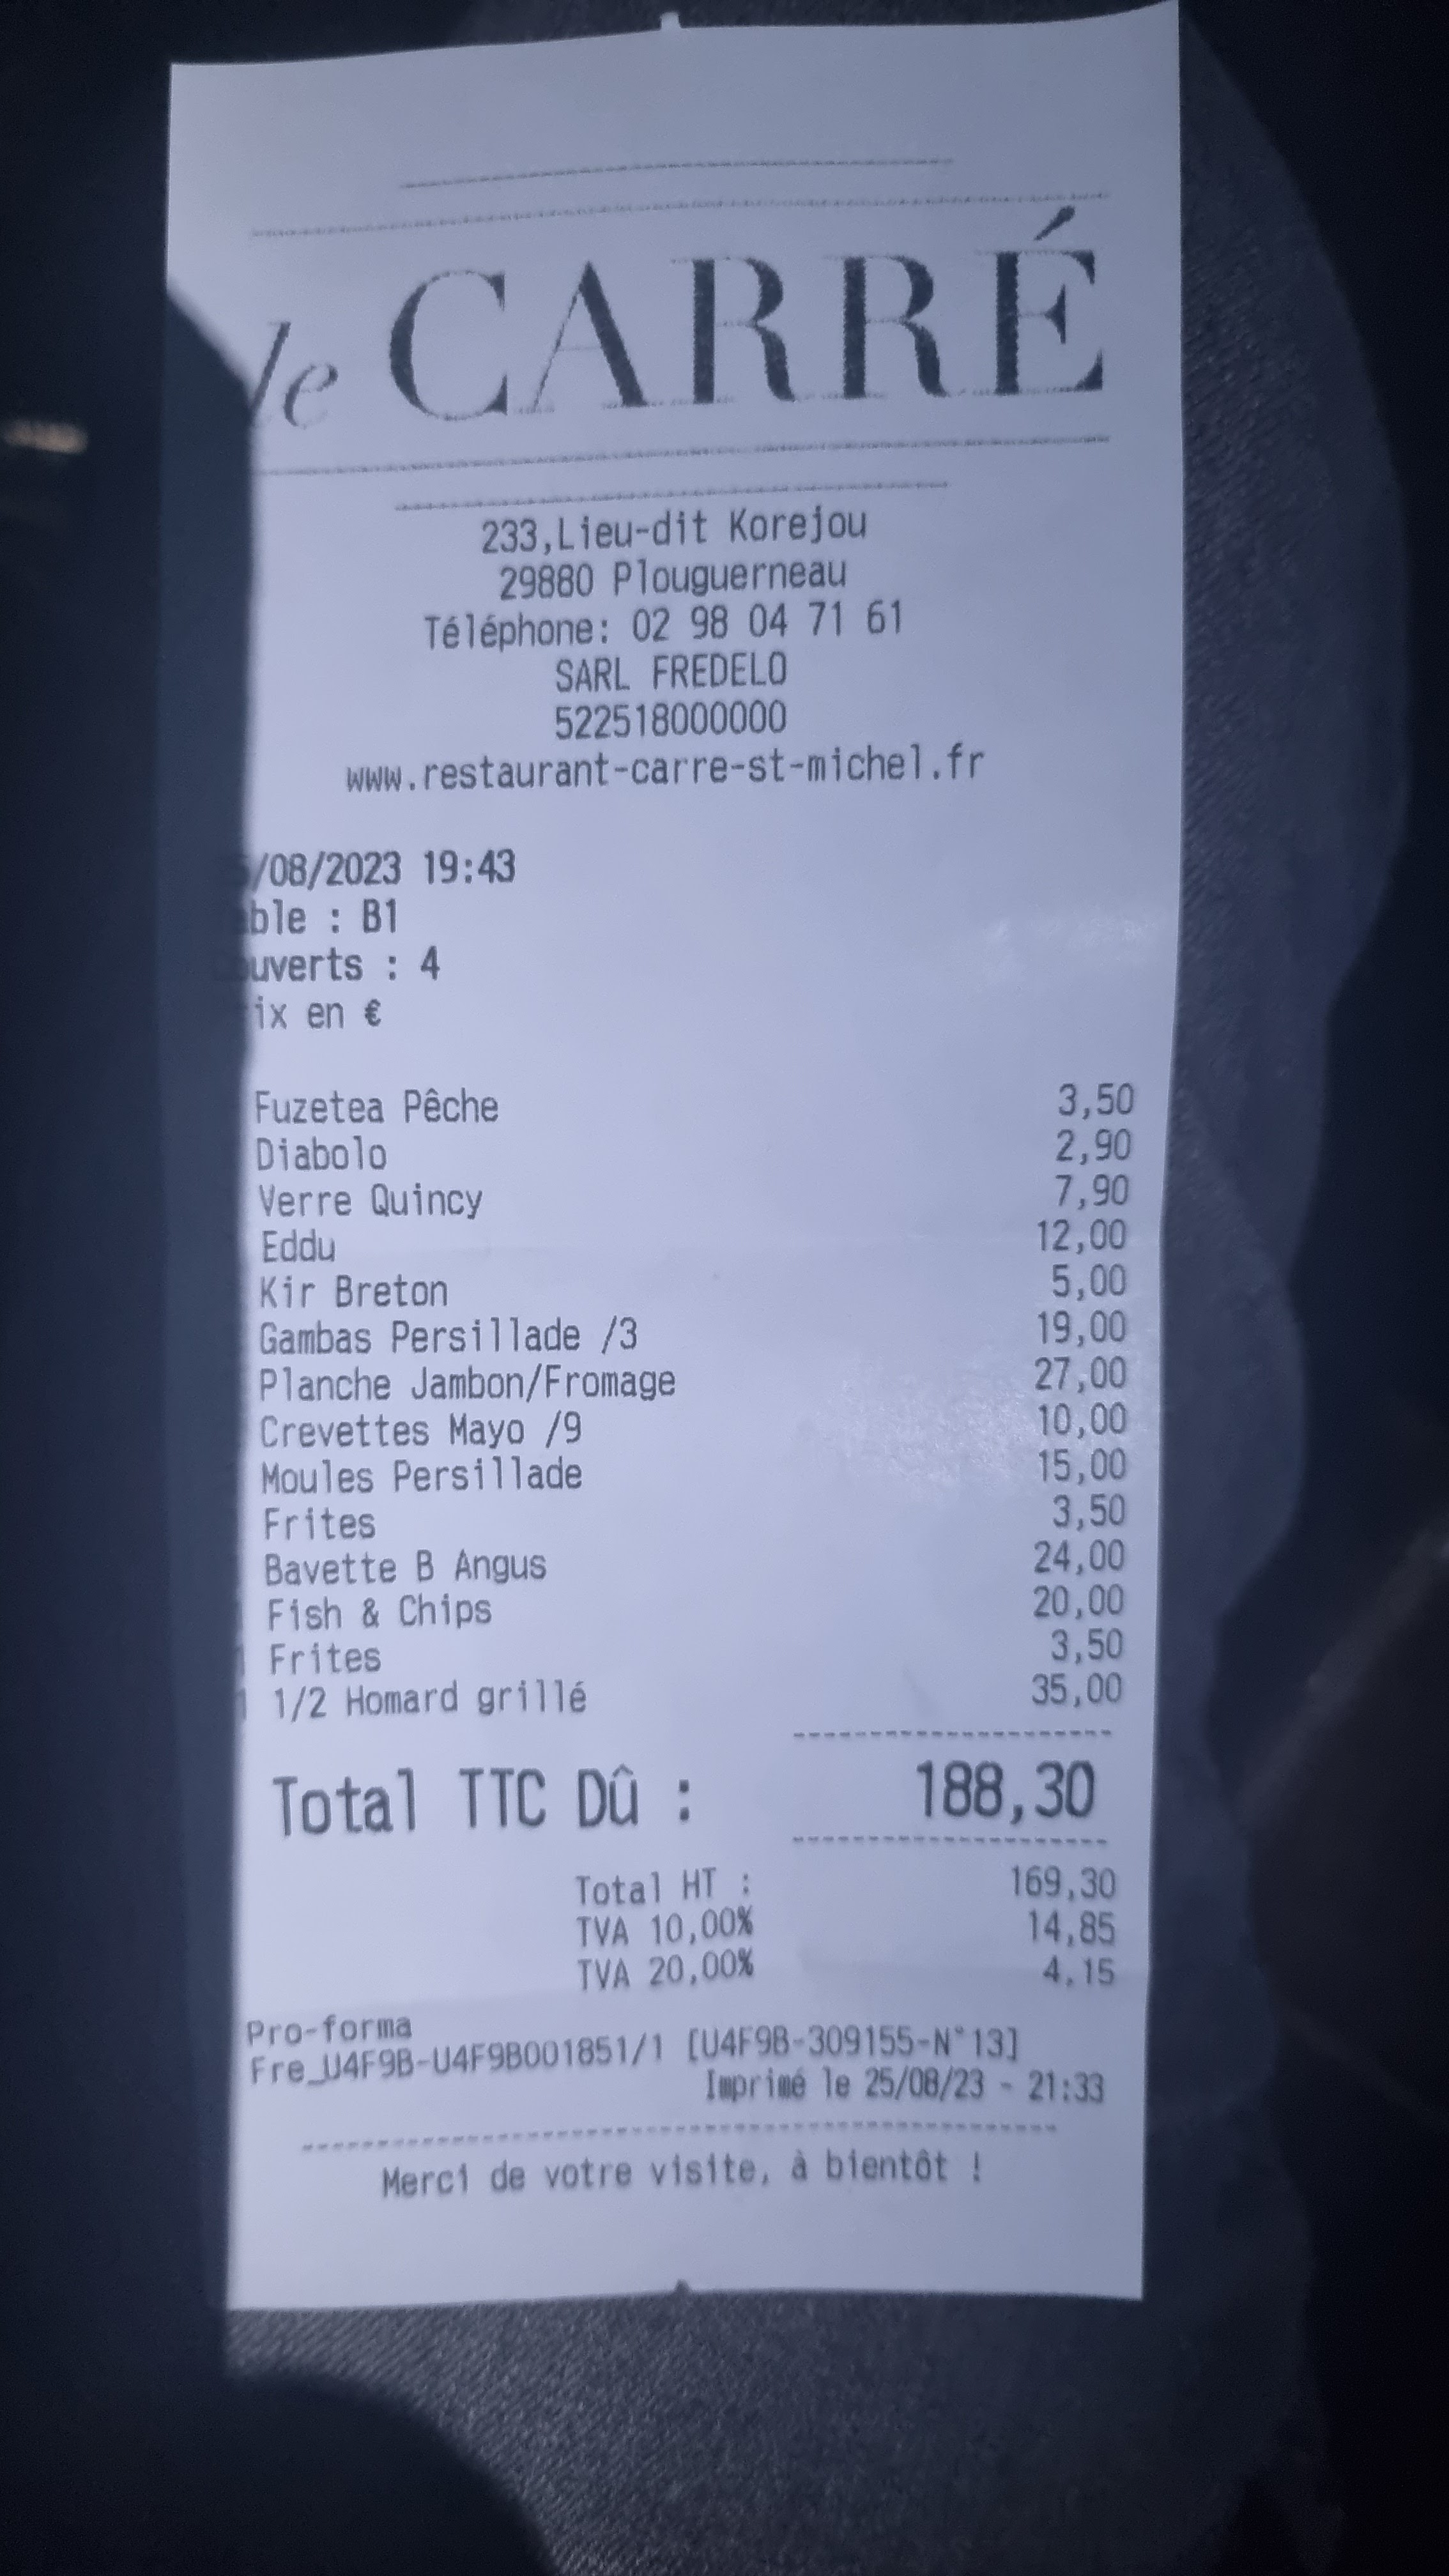 le CARRÉ
233,Lieu-dit Korejou
29880 Plouguerneau
Téléphone: 02 98 04 71 61
SARL FREDELO
522518000000
www.restaurant-carre-st-michel.fr
/08/2023 19:43
able : B1
ouverts : 4
ix en €
Fuzetea Pêche 3,50
Diabolo 2,90
Verre Quincy 7,90
Eddu 12,00
Kir Breton 5,00
Gambas Persillade /3 19,00
Planche Jambon/Fromage 27,00
Crevettes Mayo /9 10,00
Moules Persillade 15,00
Frites 3,50
Bavette B Angus 24,00
Fish & Chips 20,00
Frites 3,50
1 1/2 Homard grillé 35,00
Total TTC Dû : 188,30
Total HT : 169,30
TVA 10,00% 14,85
TVA 20,00% 4,15
Pro-forma
Fre_U4F9B-U4F9B001851/1 [U4F9B-309155-N°13]
Imprimé le 25/08/23 - 21:33
Merci de votre visite, à bientôt !